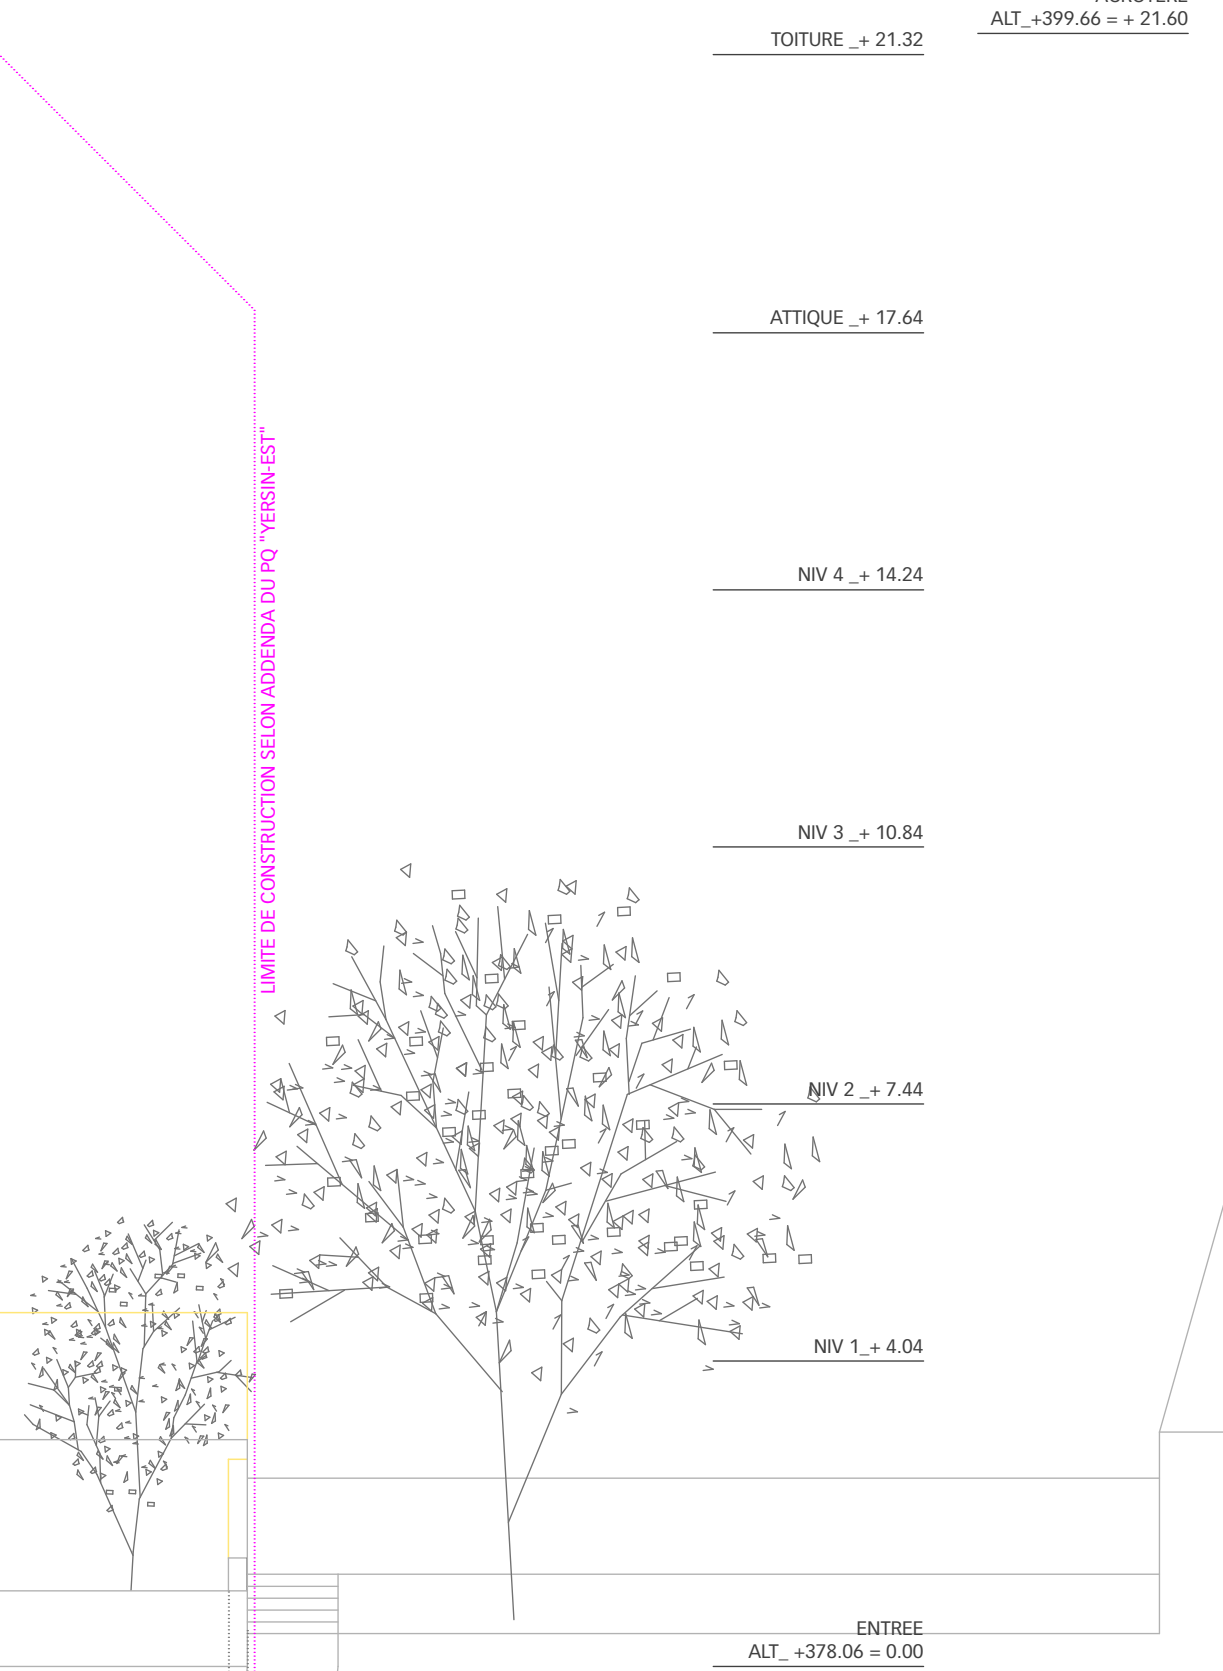 ALT_+399.66 = + 21.60
TOITURE _+ 21.32
ATTIQUE _+ 17.64
LIMITE DE CONSTRUCTION SELON ADDENDA DU PQ "YERSIN-EST"
NIV 4 _+ 14.24
NIV 3 _+ 10.84
NIV 2 _+ 7.44
NIV 1_+ 4.04
ENTREE
ALT_ +378.06 = 0.00